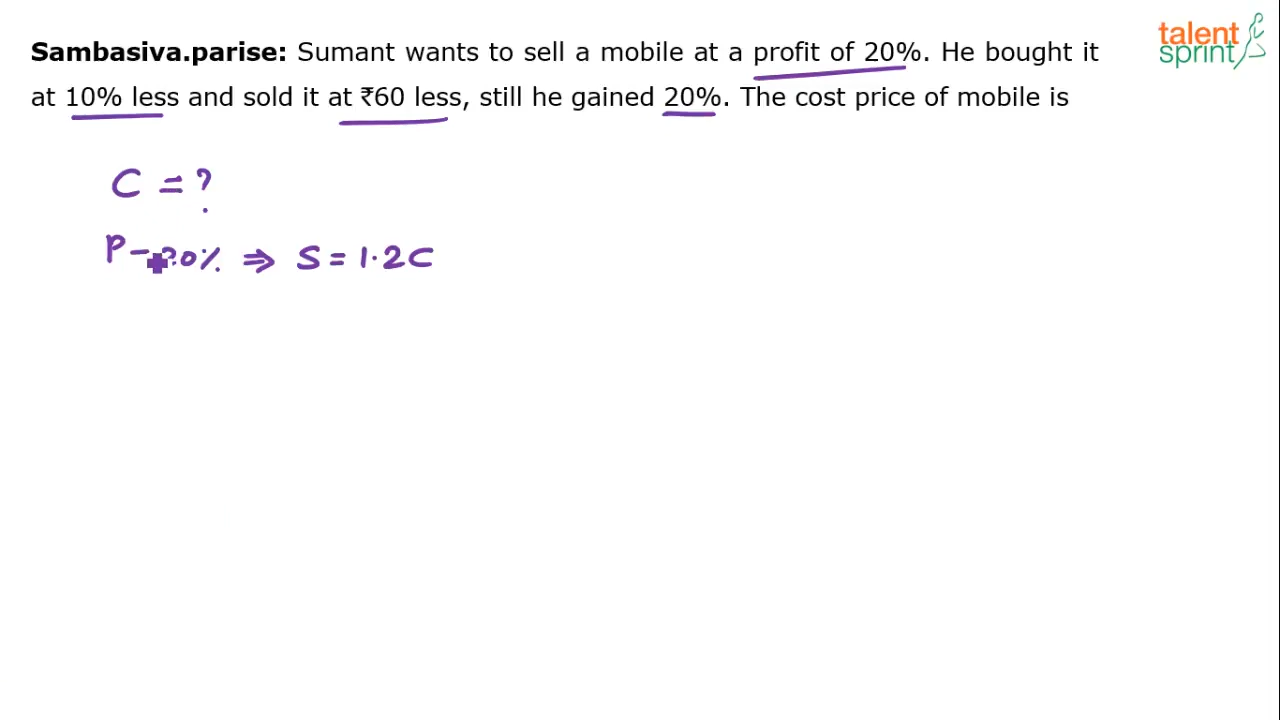 talent
sprint
Sambasiva.parise: Sumant wants to sell a mobile at a profit of 20%. He bought it
at 10% less and sold it at ₹60 less, still he gained 20%. The cost price of mobile is
C = ?
P – 20% ⇒ S = 1.2C